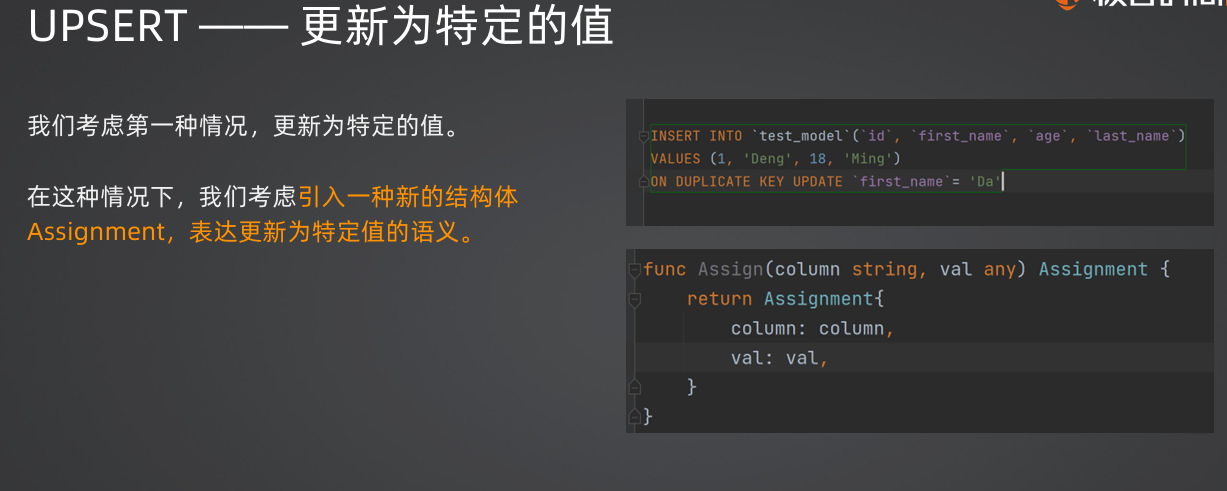 UPSERT —— 更新为特定的值
我们考虑第一种情况，更新为特定的值。
在这种情况下，我们考虑引入一种新的结构体
Assignment，表达更新为特定值的语义。
INSERT INTO `test_model`(`id`, `first_name`, `age`, `last_name`)
VALUES (1, 'Deng', 18, 'Ming')
ON DUPLICATE KEY UPDATE `first_name`= 'Da'
func Assign(column string, val any) Assignment {
return Assignment{
column: column,
val: val,
}
}